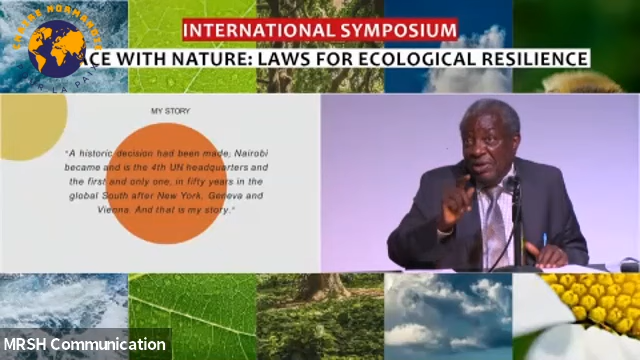 INTERNATIONAL SYMPOSIUM
ACE WITH NATURE: LAWS FOR ECOLOGICAL RESILIENCE
MY STORY
"A historic decision had been made; Nairobi
became and is the 4th UN headquarters and
the first and only one, in fifty years in the
global South after New York, Geneva and
Vienna. And that is my story."
MRSH Communication